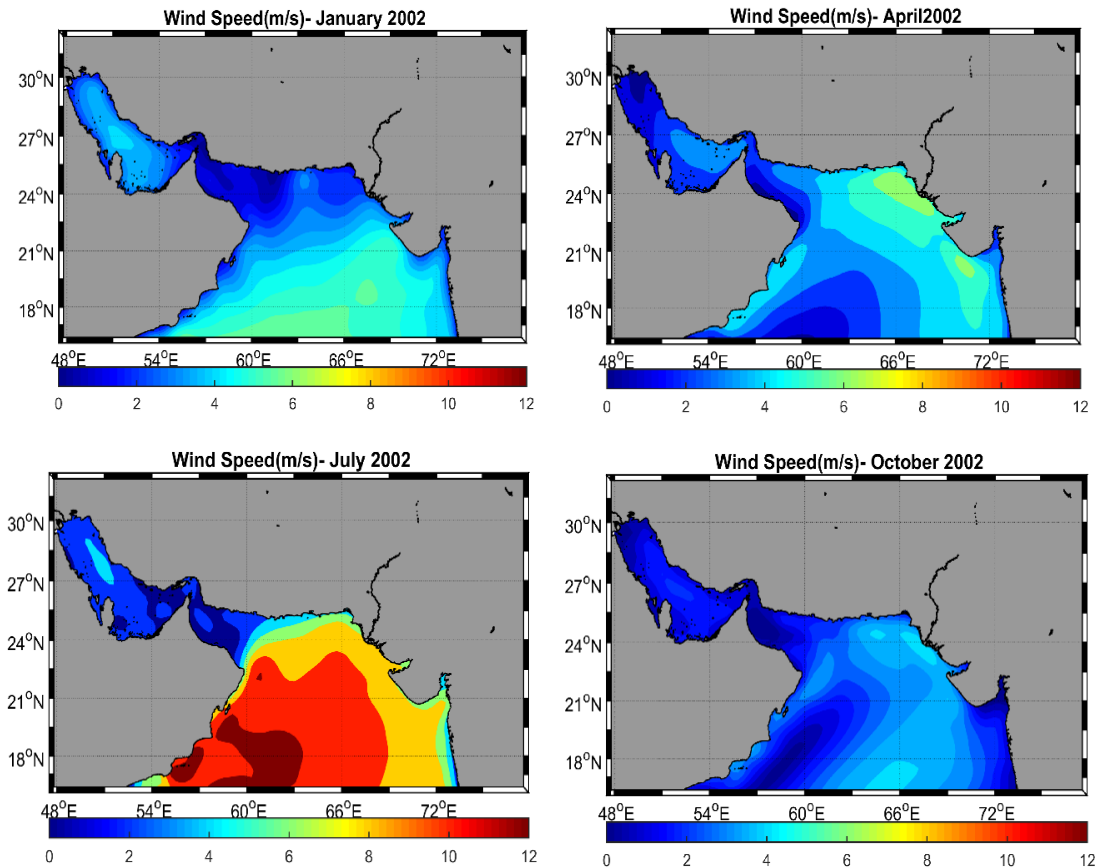 Wind Speed(m/s)- January 2002
30°N
27°N
24°N
21°N
18°N
48°E 54°E 60°E 66°E 72°E
0 2 4 6 8 10 12
Wind Speed(m/s)- April2002
30°N
27°N
24°N
21°N
18°N
48°E 54°E 60°E 66°E 72°E
0 2 4 6 8 10 12
Wind Speed(m/s)- July 2002
30°N
27°N
24°N
21°N
18°N
48°E 54°E 60°E 66°E 72°E
0 2 4 6 8 10 12
Wind Speed(m/s)- October 2002
30°N
27°N
24°N
21°N
18°N
48°E 54°E 60°E 66°E 72°E
0 2 4 6 8 10 12